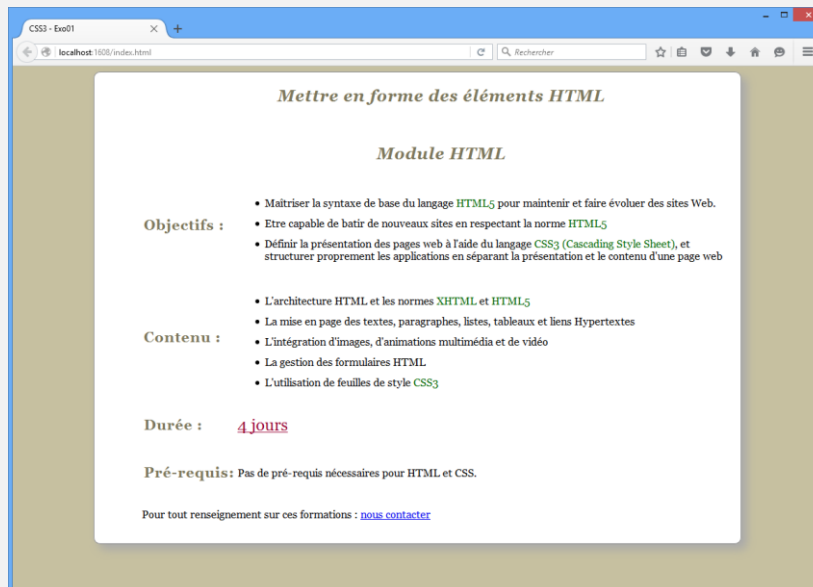 CSS3 - Exo01
localhost:1808/index.html
Rechercher
Mettre en forme des éléments HTML
Module HTML
Objectifs :
• Maîtriser la syntaxe de base du langage HTML5 pour maintenir et faire évoluer des sites Web.
• Etre capable de batir de nouveaux sites en respectant la norme HTML5
• Définir la présentation des pages web à l'aide du langage CSS3 (Cascading Style Sheet), et
structurer proprement les applications en séparant la présentation et le contenu d'une page web
Contenu :
• L'architecture HTML et les normes XHTML et HTML5
• La mise en page des textes, paragraphes, listes, tableaux et liens Hypertextes
• L'intégration d'images, d'animations multimédia et de vidéo
• La gestion des formulaires HTML
• L'utilisation de feuilles de style CSS3
Durée : 4 jours
Pré-requis: Pas de pré-requis nécessaires pour HTML et CSS.
Pour tout renseignement sur ces formations : nous contacter